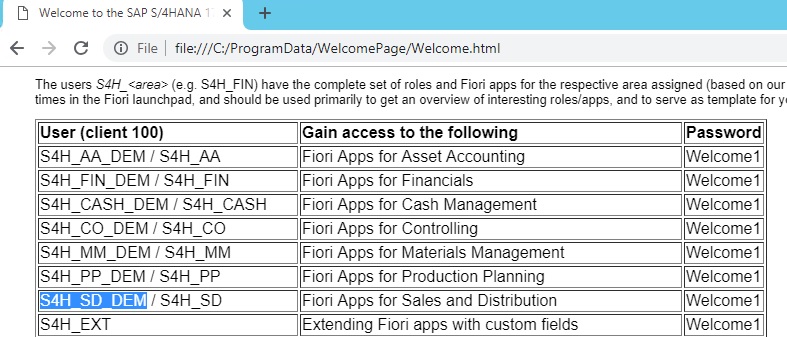 Welcome to the SAP S/4HANA 1
File | file:///C:/ProgramData/WelcomePage/Welcome.html
The users S4H_<area> (e.g. S4H_FIN) have the complete set of roles and Fiori apps for the respective area assigned (based on our
times in the Fiori launchpad, and should be used primarily to get an overview of interesting roles/apps, and to serve as template for
User (client 100) Gain access to the following Password
S4H_AA_DEM / S4H_AA Fiori Apps for Asset Accounting Welcome1
S4H_FIN_DEM / S4H_FIN Fiori Apps for Financials Welcome1
S4H_CASH_DEM / S4H_CASH Fiori Apps for Cash Management Welcome1
S4H_CO_DEM / S4H_CO Fiori Apps for Controlling Welcome1
S4H_MM_DEM / S4H_MM Fiori Apps for Materials Management Welcome1
S4H_PP_DEM / S4H_PP Fiori Apps for Production Planning Welcome1
S4H_SD_DEM / S4H_SD Fiori Apps for Sales and Distribution Welcome1
S4H_EXT Extending Fiori apps with custom fields Welcome1